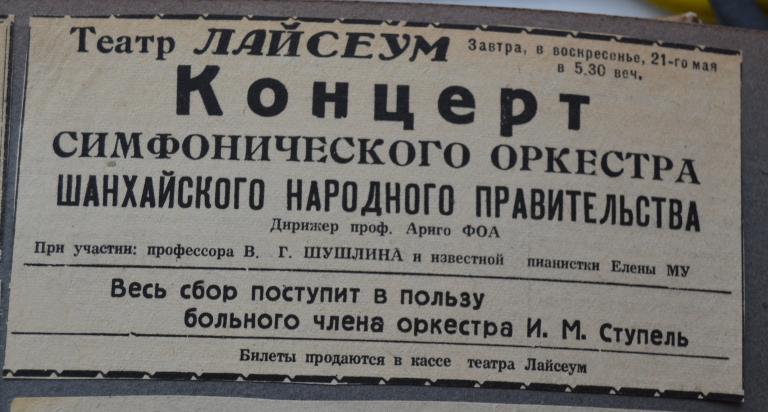 Театр ЛАЙСЕУМ Завтра, в воскресенье, 21-го мая
в 5.30 веч.
Концерт
СИМФОНИЧЕСКОГО ОРКЕСТРА
ШАНХАЙСКОГО НАРОДНОГО ПРАВИТЕЛЬСТВА
Дирижер проф. Ариго ФОА
При участии: профессора В. Г. ШУШЛИНА и известной пианистки Елены МУ
Весь сбор поступит в пользу
больного члена оркестра И. М. Ступель
Билеты продаются в кассе театра Лайсеум